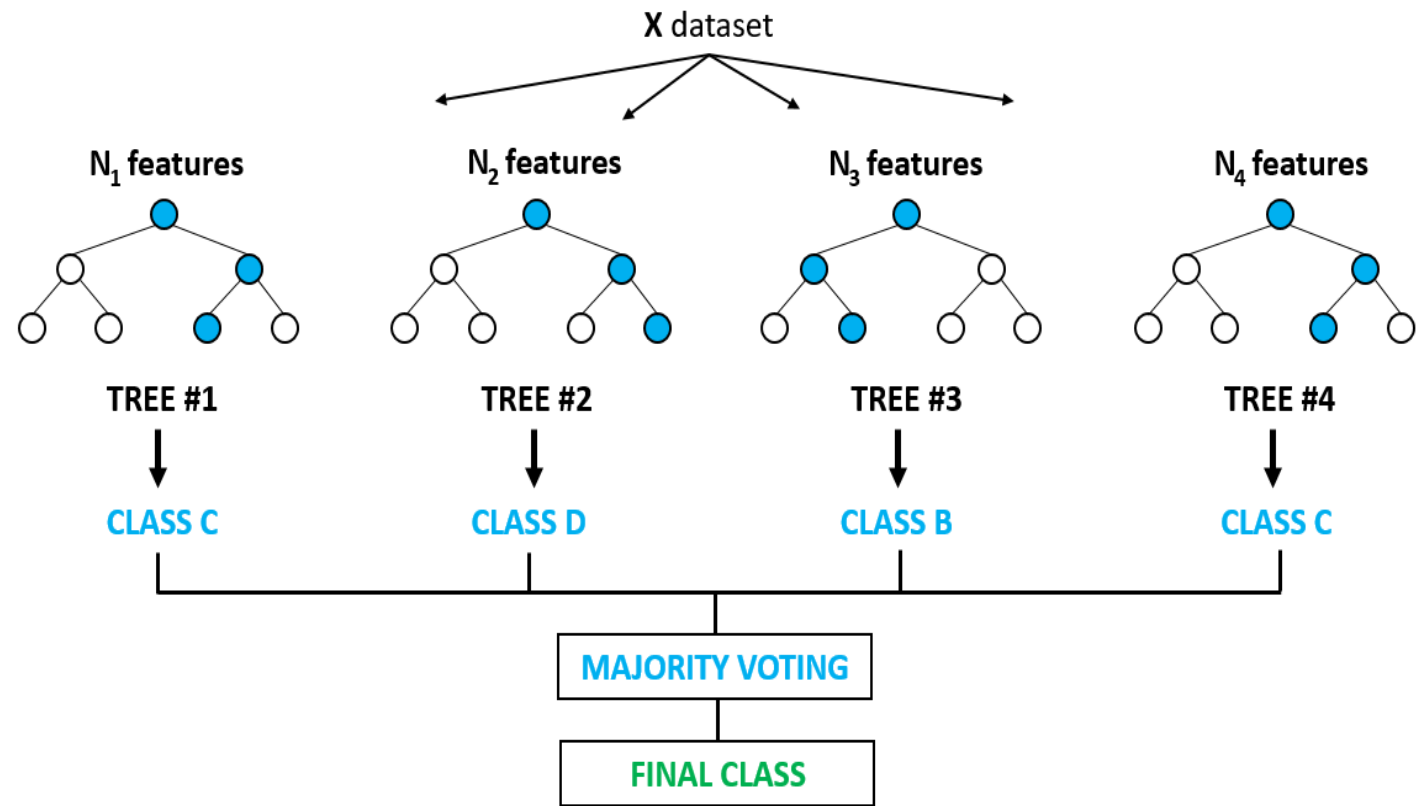 X dataset
N₁ features
N₂ features
N₃ features
N₄ features
TREE #1
TREE #2
TREE #3
TREE #4
CLASS C
CLASS D
CLASS B
CLASS C
MAJORITY VOTING
FINAL CLASS